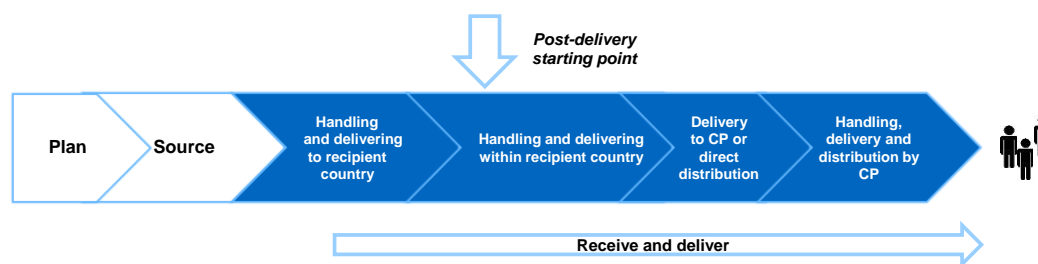 Post-delivery
starting point
Plan
Source
Handling
and delivering
to recipient
country
Handling and delivering
within recipient country
Delivery
to CP or
direct
distribution
Handling,
delivery and
distribution by
CP
Receive and deliver